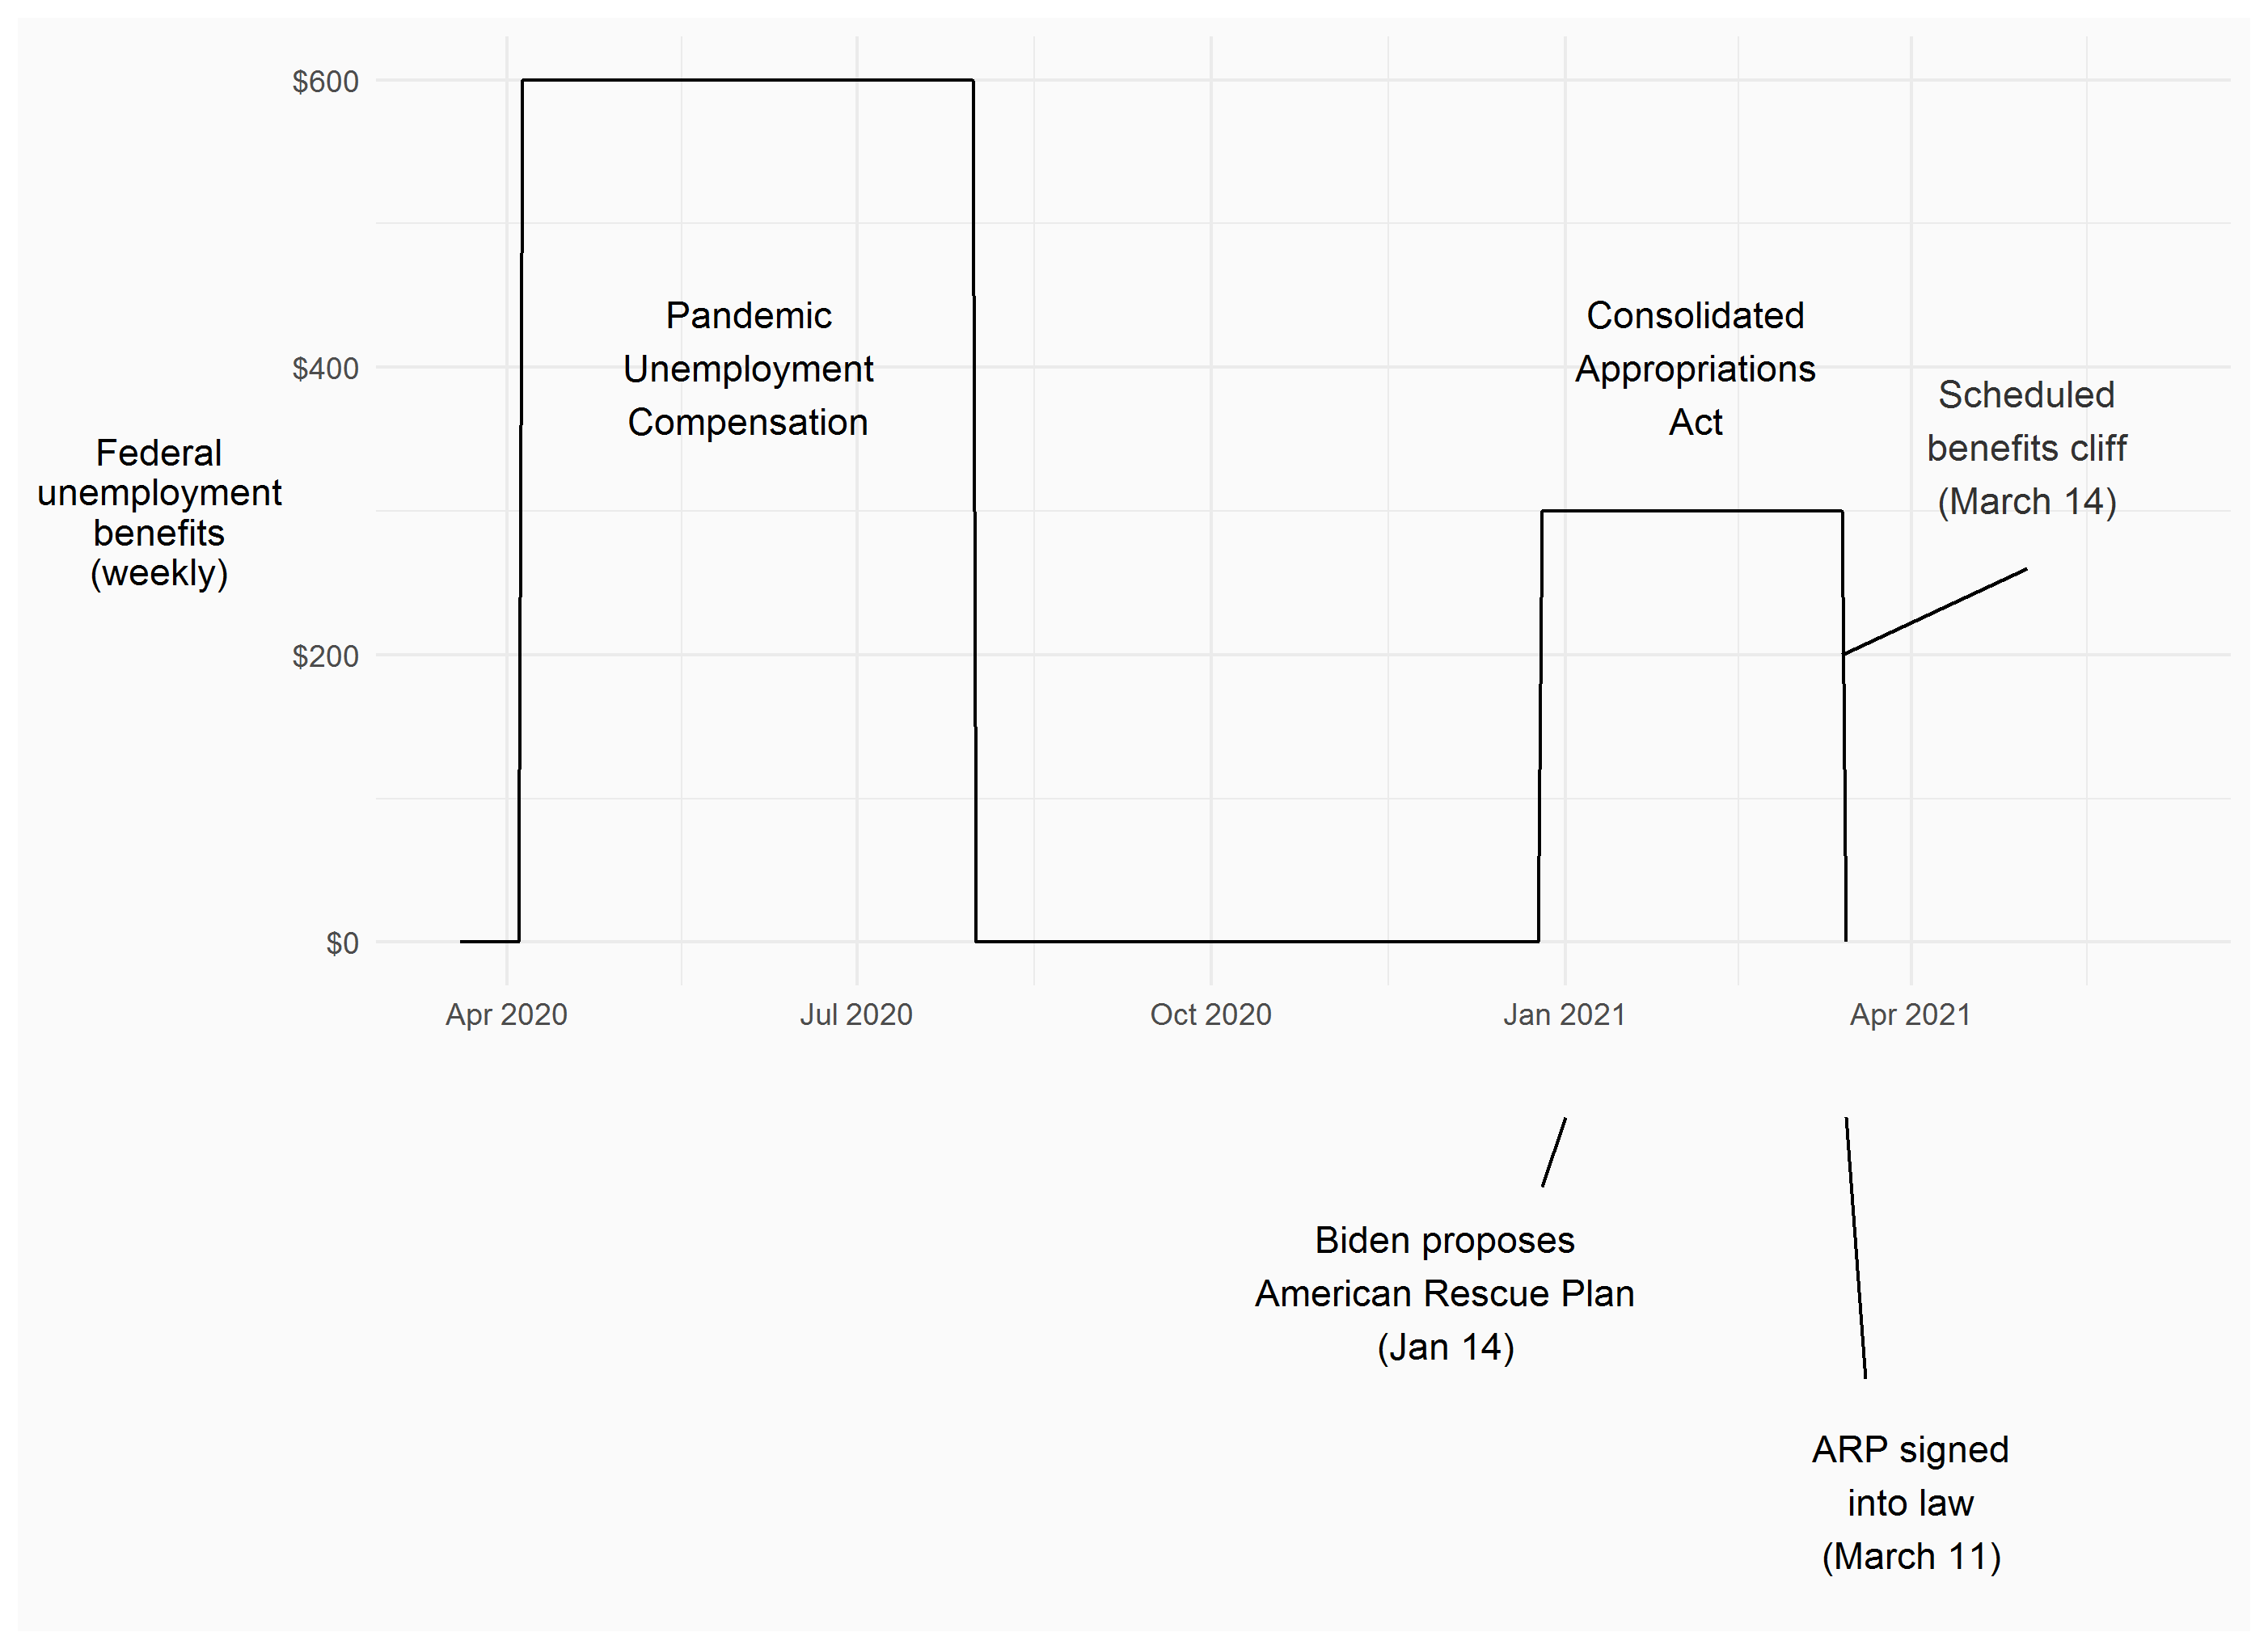 Federal
unemployment
benefits
(weekly)
$600
$400
$200
$0
Pandemic
Unemployment
Compensation
Consolidated
Appropriations
Act
Scheduled
benefits cliff
(March 14)
Apr 2020
Jul 2020
Oct 2020
Jan 2021
Apr 2021
Biden proposes
American Rescue Plan
(Jan 14)
ARP signed
into law
(March 11)